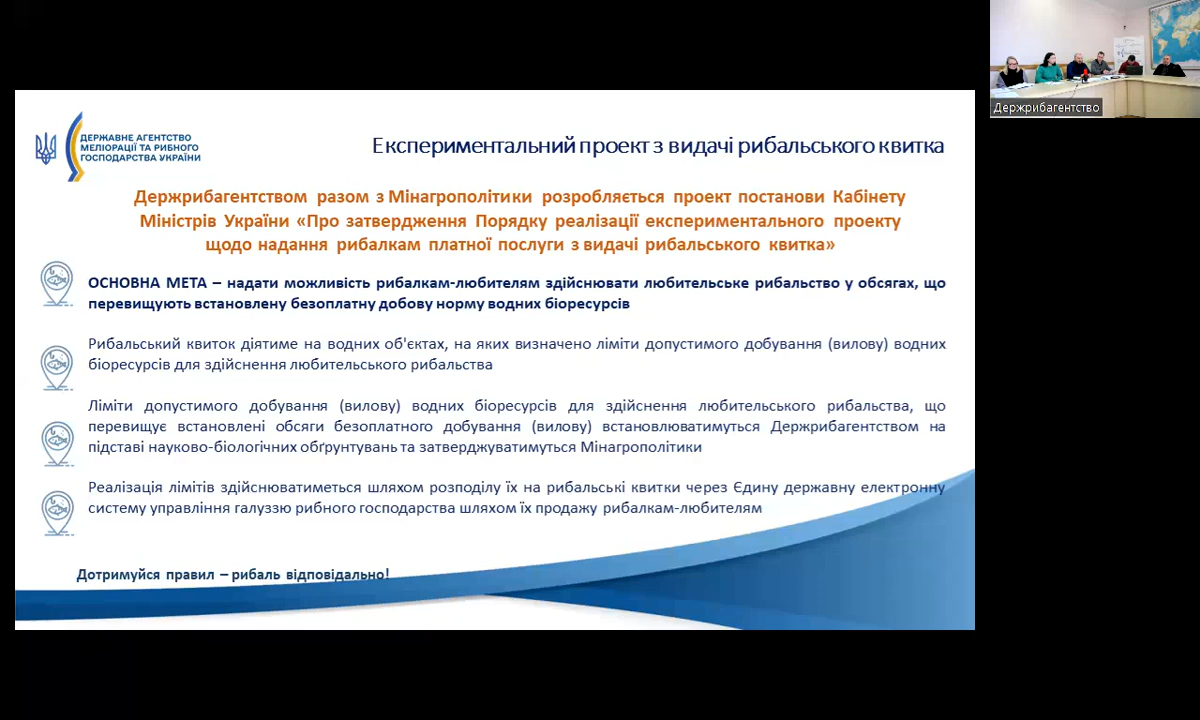 ДЕРЖАВНЕ АГЕНТСТВО
МЕЛІОРАЦІЇ ТА РИБНОГО
ГОСПОДАРСТВА УКРАЇНИ
Експериментальний проект з видачі рибальського квитка
Держрибагентством разом з Мінагрополітики розробляється проект постанови Кабінету
Міністрів України «Про затвердження Порядку реалізації експериментального проекту
щодо надання рибалкам платної послуги з видачі рибальського квитка»
ОСНОВНА МЕТА – надати можливість рибалкам-любителям здійснювати любительське рибальство у обсягах, що
перевищують встановлену безоплатну добову норму водних біоресурсів
Рибальський квиток діятиме на водних об'єктах, на яких визначено ліміти допустимого добування (вилову) водних
біоресурсів для здійснення любительського рибальства
Ліміти допустимого добування (вилову) водних біоресурсів для здійснення любительського рибальства, що
перевищує встановлені обсяги безоплатного добування (вилову) встановлюватимуться Держрибагентством на
підставі науково-біологічних обґрунтувань та затверджуватимуться Мінагрополітики
Реалізація лімітів здійснюватиметься шляхом розподілу їх на рибальські квитки через Єдину державну електронну
систему управління галуззю рибного господарства шляхом їх продажу рибалкам-любителям
Дотримуйся правил – рибаль відповідально!
Держрибагентство